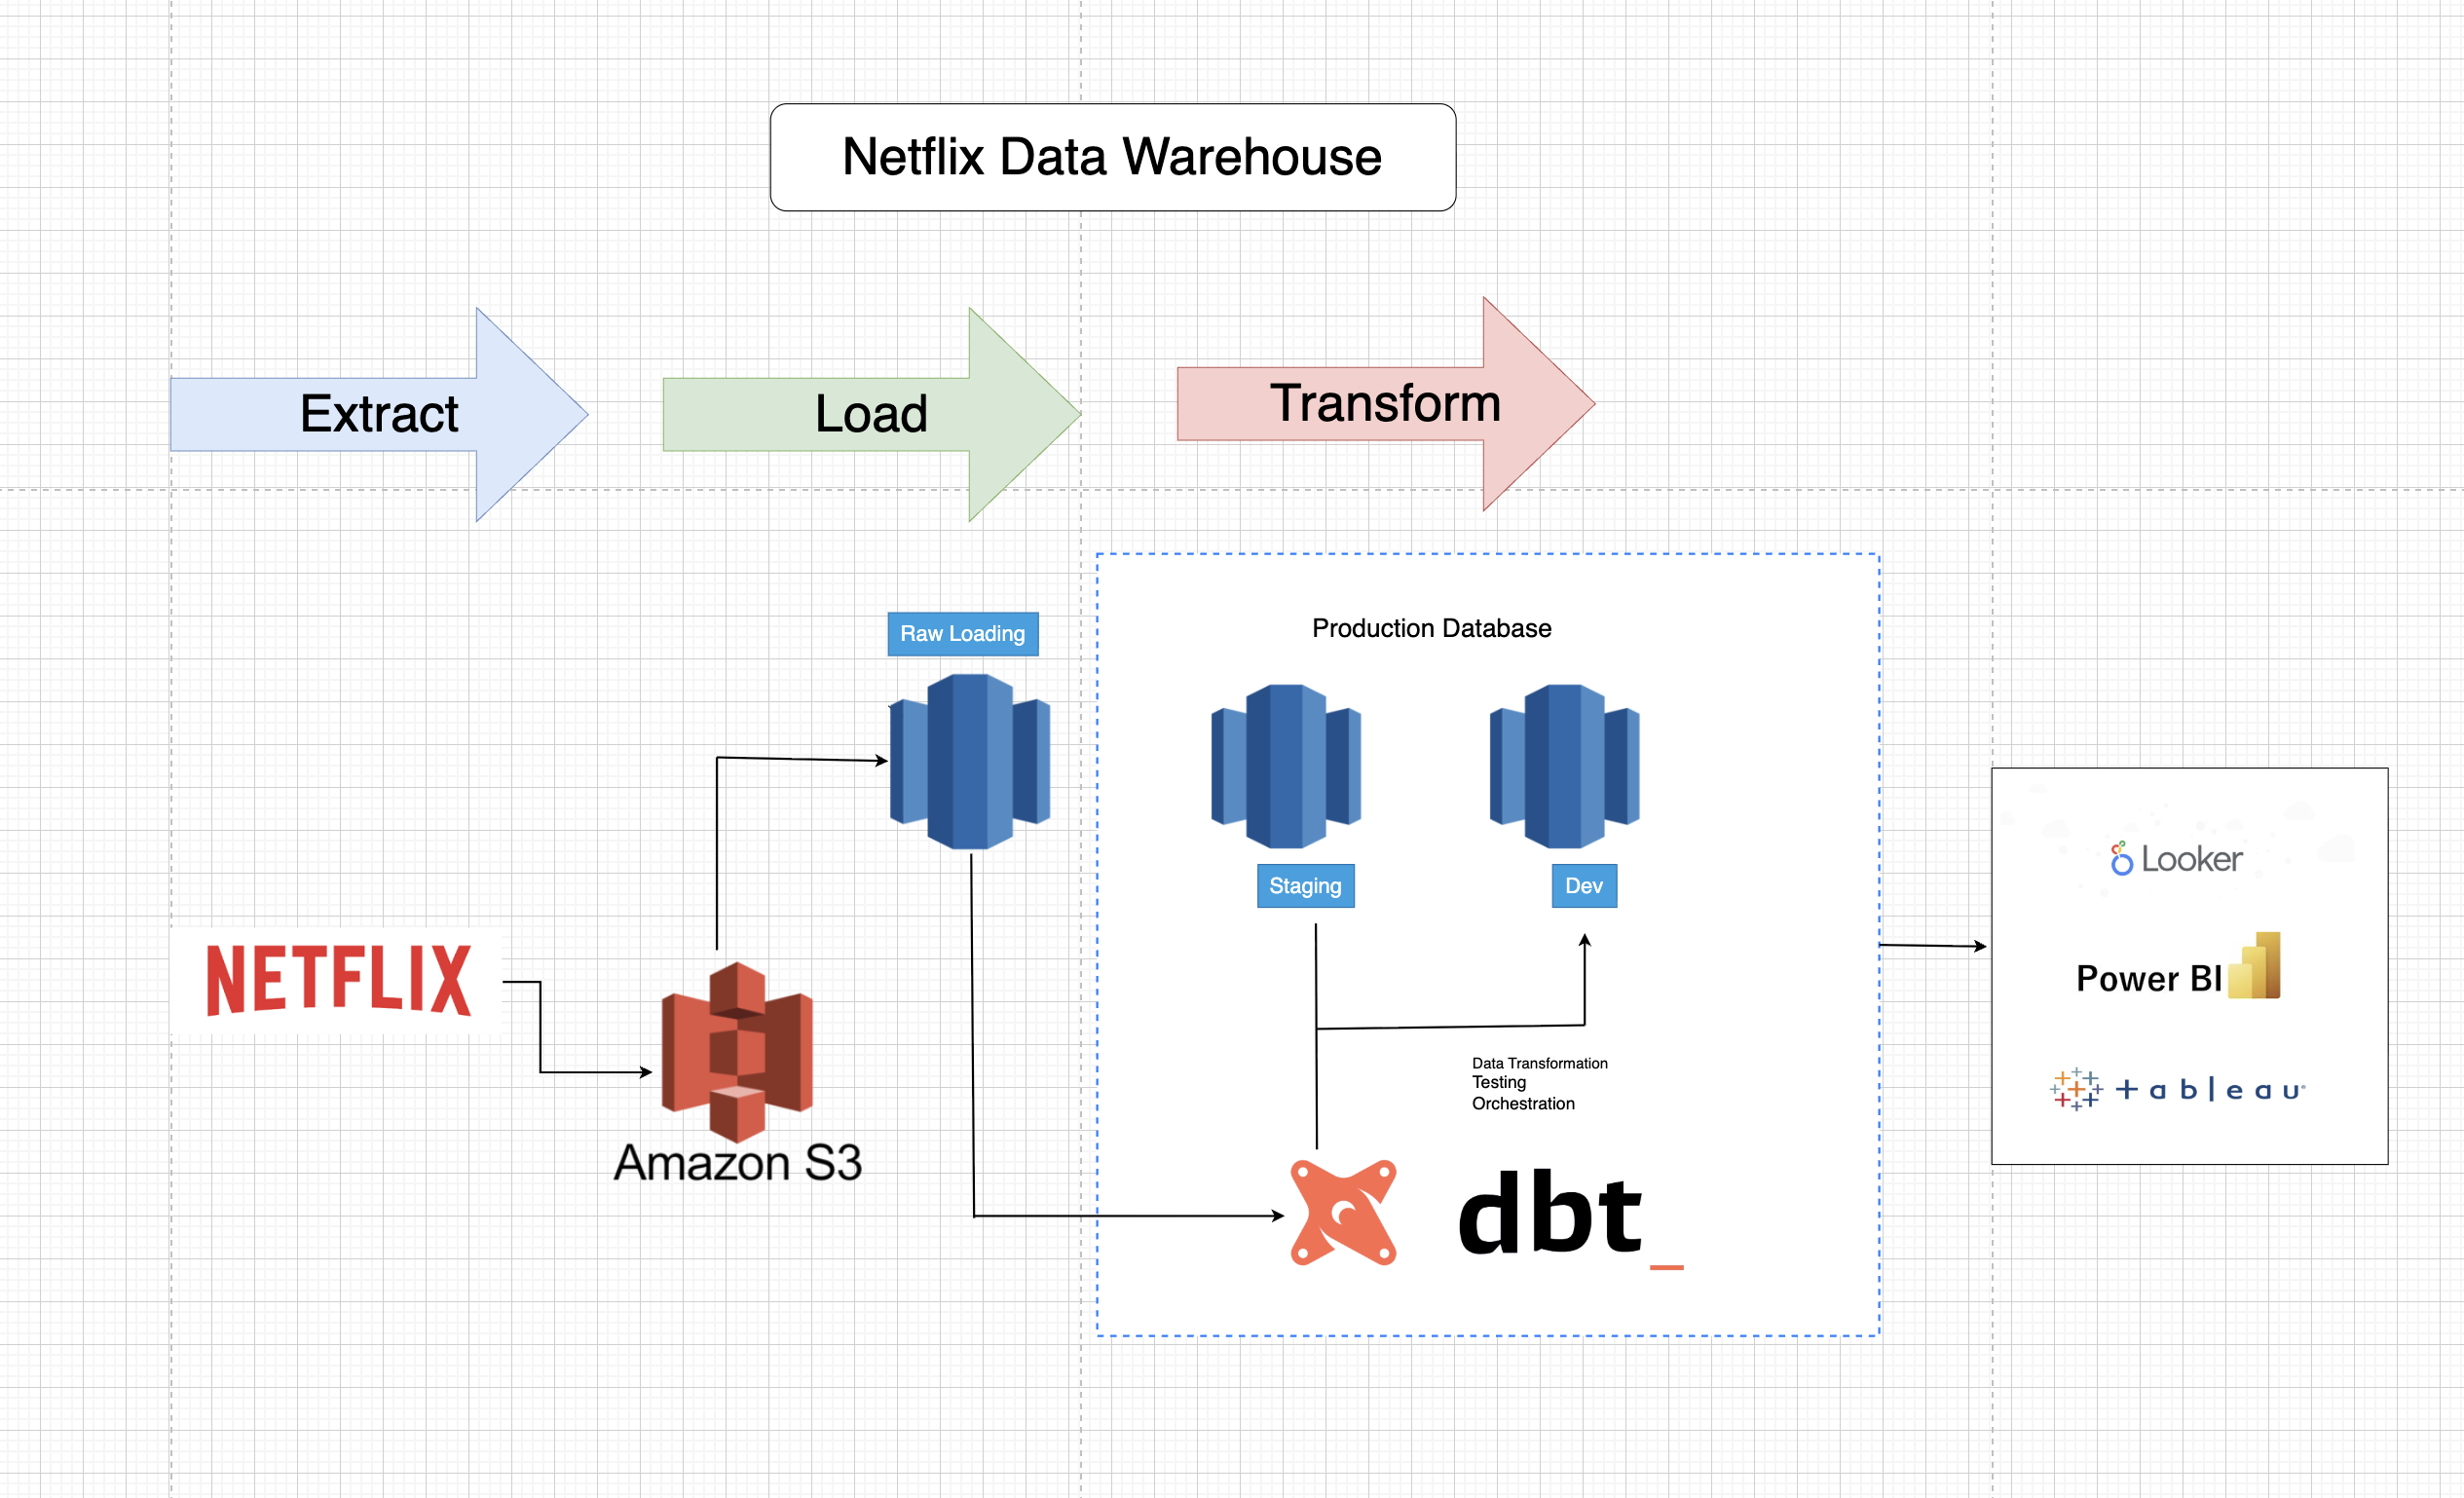 Netflix Data Warehouse
Extract
Load
Transform
Raw Loading
Production Database
Staging
Dev
Looker
Power BI
+ableau®
NETFLIX
Amazon S3
Data Transformation
Testing
Orchestration
dbt_